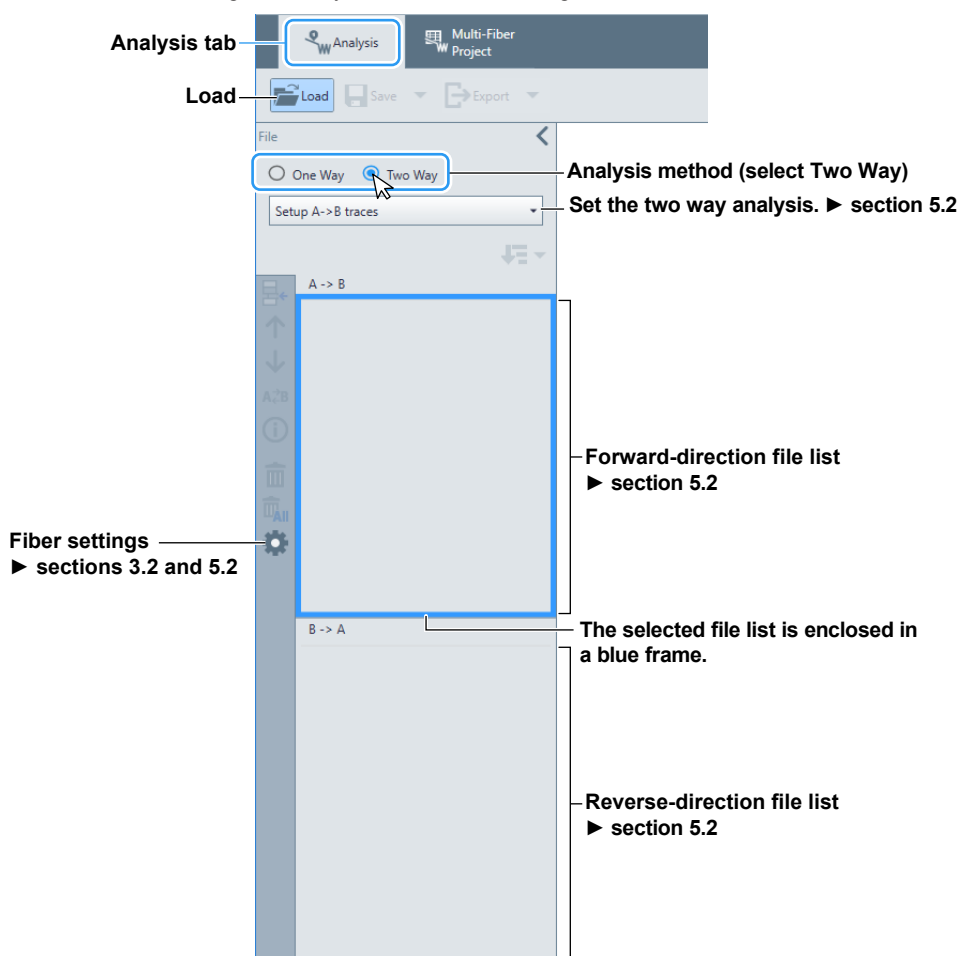 Analysis tab
Analysis
Multi-Fiber
Project
Load
Load
Save
Export
File
One Way
Two Way
Analysis method (select Two Way)
Setup A->B traces
Set the two way analysis. ► section 5.2
A -> B
A B
Forward-direction file list
► section 5.2
All
Fiber settings
► sections 3.2 and 5.2
B -> A
The selected file list is enclosed in
a blue frame.
Reverse-direction file list
► section 5.2